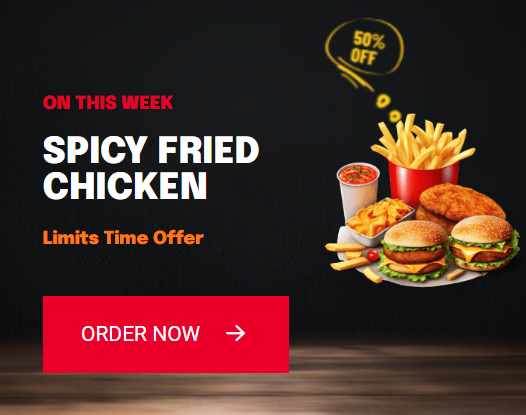 50%
OFF
ON THIS WEEK
SPICY FRIED
CHICKEN
Limits Time Offer
ORDER NOW →